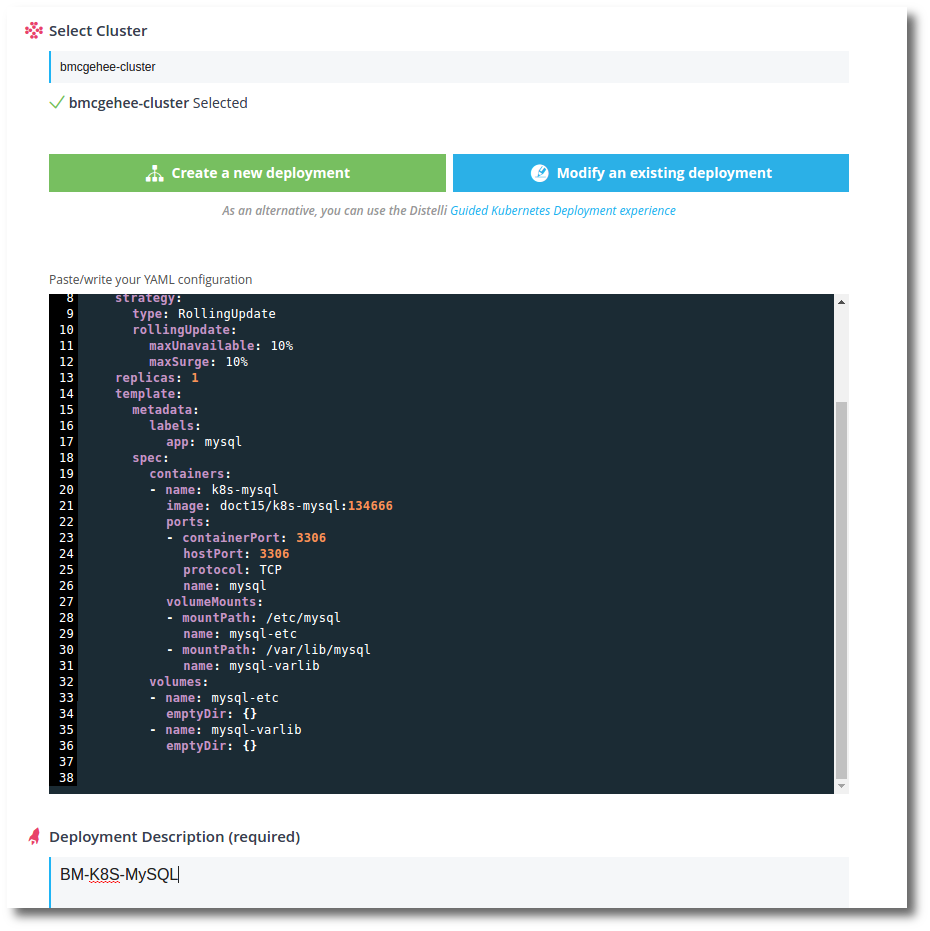 Select Cluster
bmcgehee-cluster
bmcgehee-cluster Selected
Create a new deployment
Modify an existing deployment
As an alternative, you can use the Distelli Guided Kubernetes Deployment experience
Paste/write your YAML configuration
8 strategy:
9 type: RollingUpdate
10 rollingUpdate:
11 maxUnavailable: 10%
12 maxSurge: 10%
13 replicas: 1
14 template:
15 metadata:
16 labels:
17 app: mysql
18 spec:
19 containers:
20 - name: k8s-mysql
21 image: doct15/k8s-mysql:134666
22 ports:
23 - containerPort: 3306
24 hostPort: 3306
25 protocol: TCP
26 name: mysql
27 volumeMounts:
28 - mountPath: /etc/mysql
29 name: mysql-etc
30 - mountPath: /var/lib/mysql
31 name: mysql-varlib
32 volumes:
33 - name: mysql-etc
34 emptyDir: {}
35 - name: mysql-varlib
36 emptyDir: {}
37
38
Deployment Description (required)
BM-K8S-MySQL